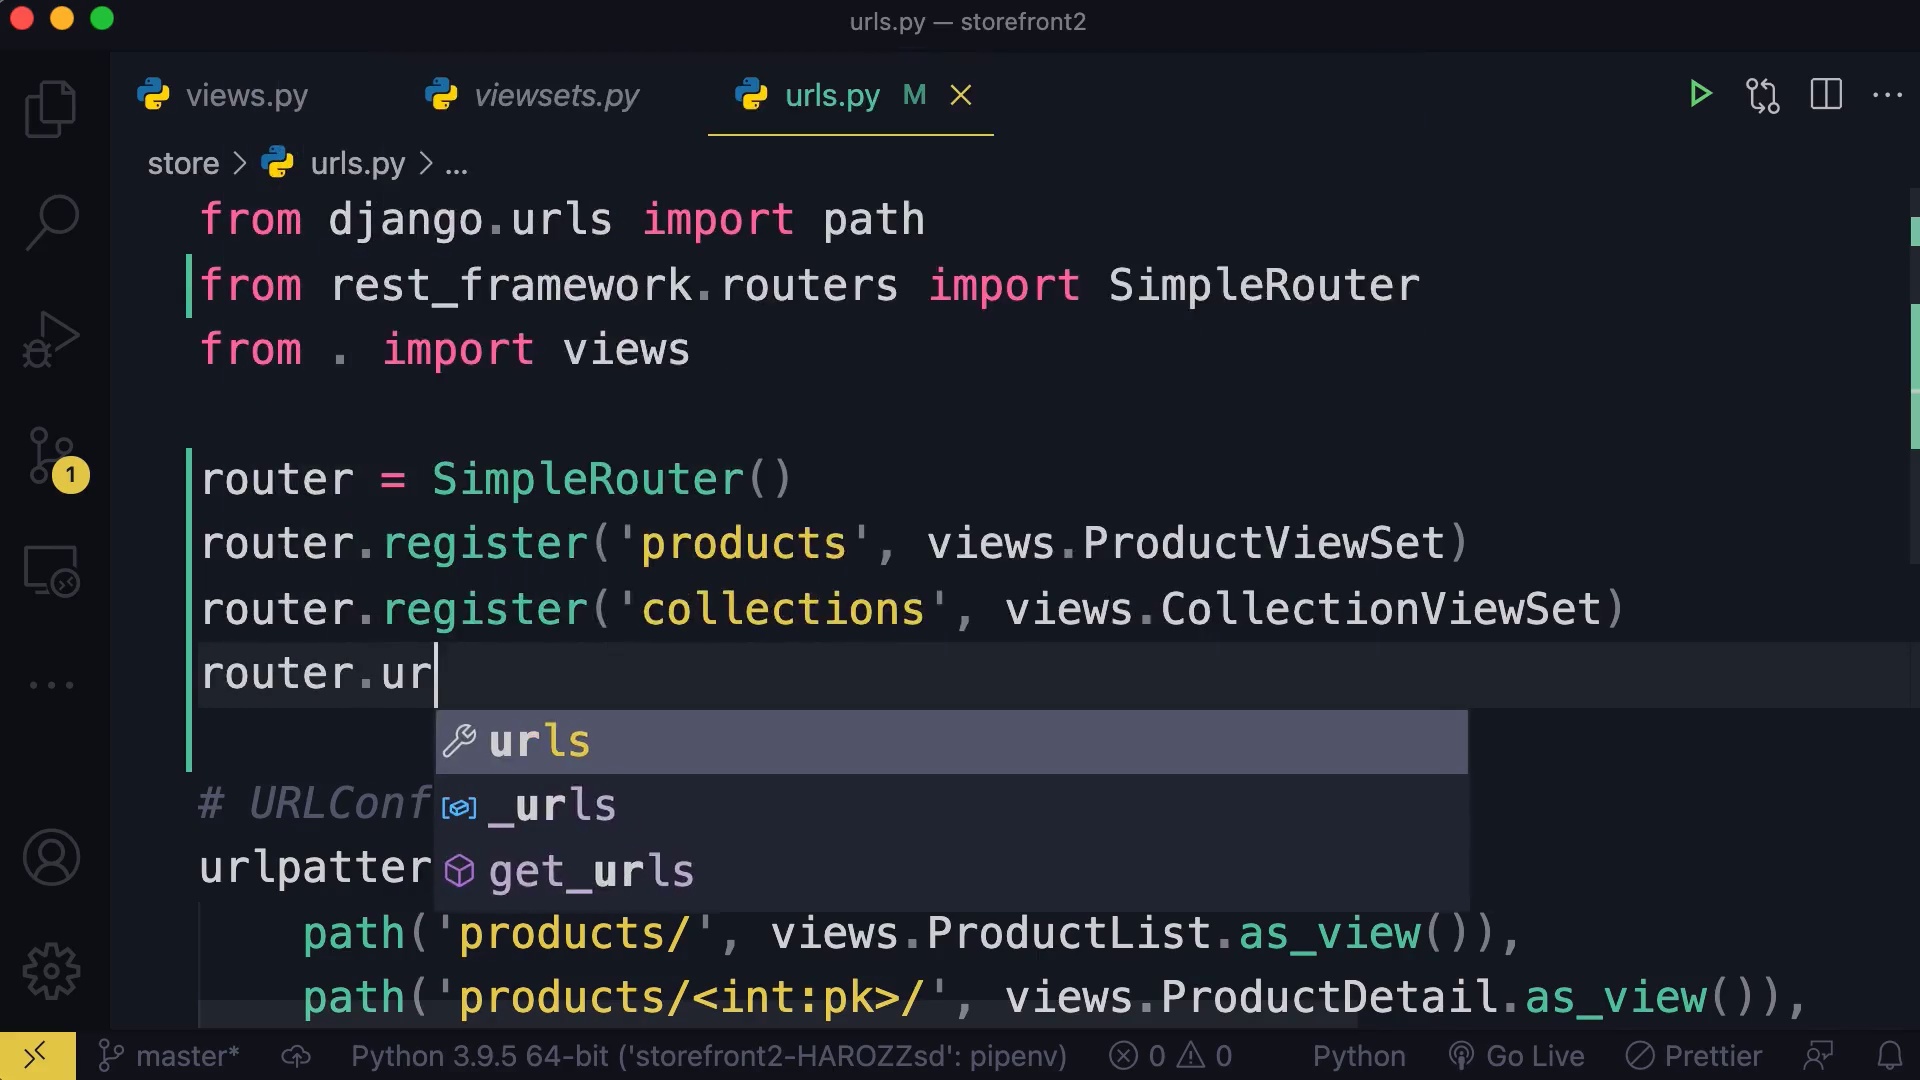 urls.py — storefront2
views.py
viewsets.py
urls.py M
store > urls.py > ...
from django.urls import path
from rest_framework.routers import SimpleRouter
from . import views
router = SimpleRouter()
router.register('products', views.ProductViewSet)
router.register('collections', views.CollectionViewSet)
router.ur
urls
_urls
get_urls
# URLConf
urlpatter
path('products/', views.ProductList.as_view()),
path('products/<int:pk>/', views.ProductDetail.as_view()),
1
master* Python 3.9.5 64-bit ('storefront2-HAROZZsd': pipenv) 0 0 Python Go Live Prettier